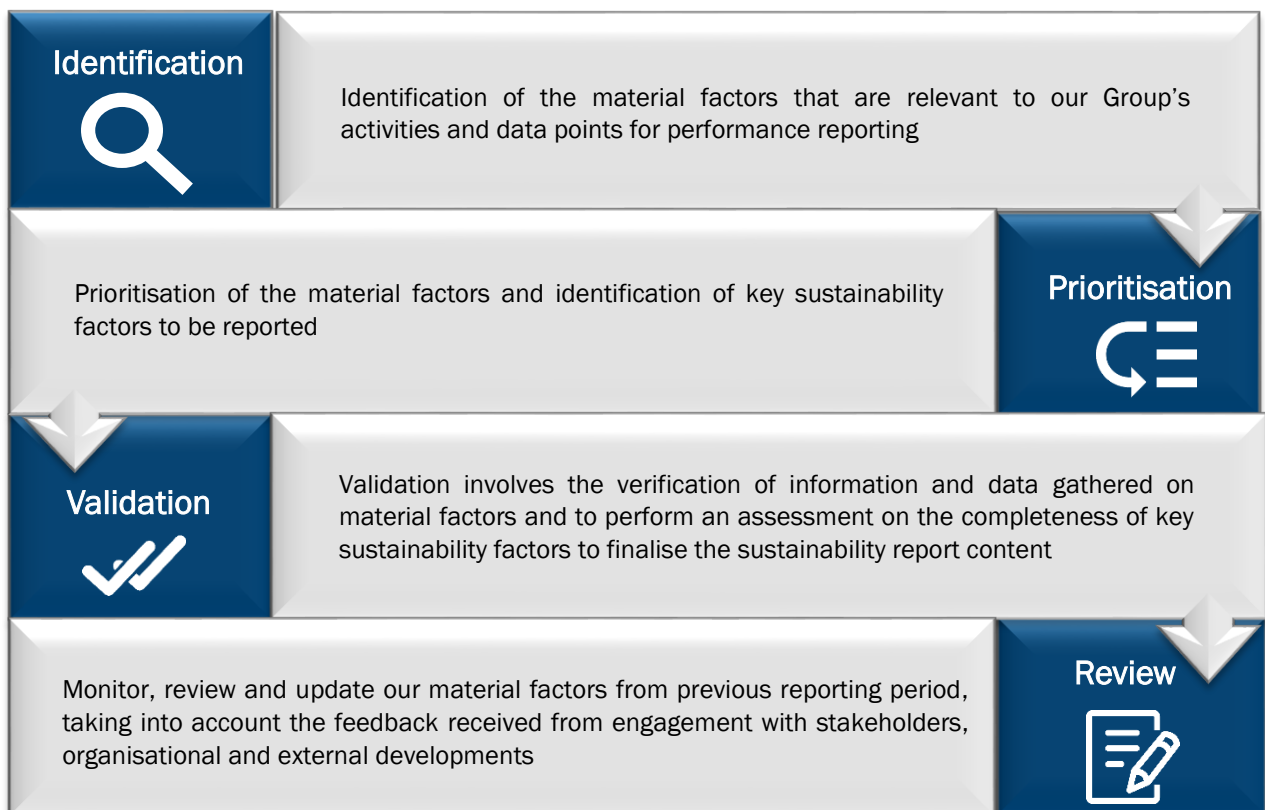 Identification
Identification of the material factors that are relevant to our Group's
activities and data points for performance reporting
Prioritisation of the material factors and identification of key sustainability
factors to be reported
Prioritisation
Validation
Validation involves the verification of information and data gathered on
material factors and to perform an assessment on the completeness of key
sustainability factors to finalise the sustainability report content
Monitor, review and update our material factors from previous reporting period,
taking into account the feedback received from engagement with stakeholders,
organisational and external developments
Review